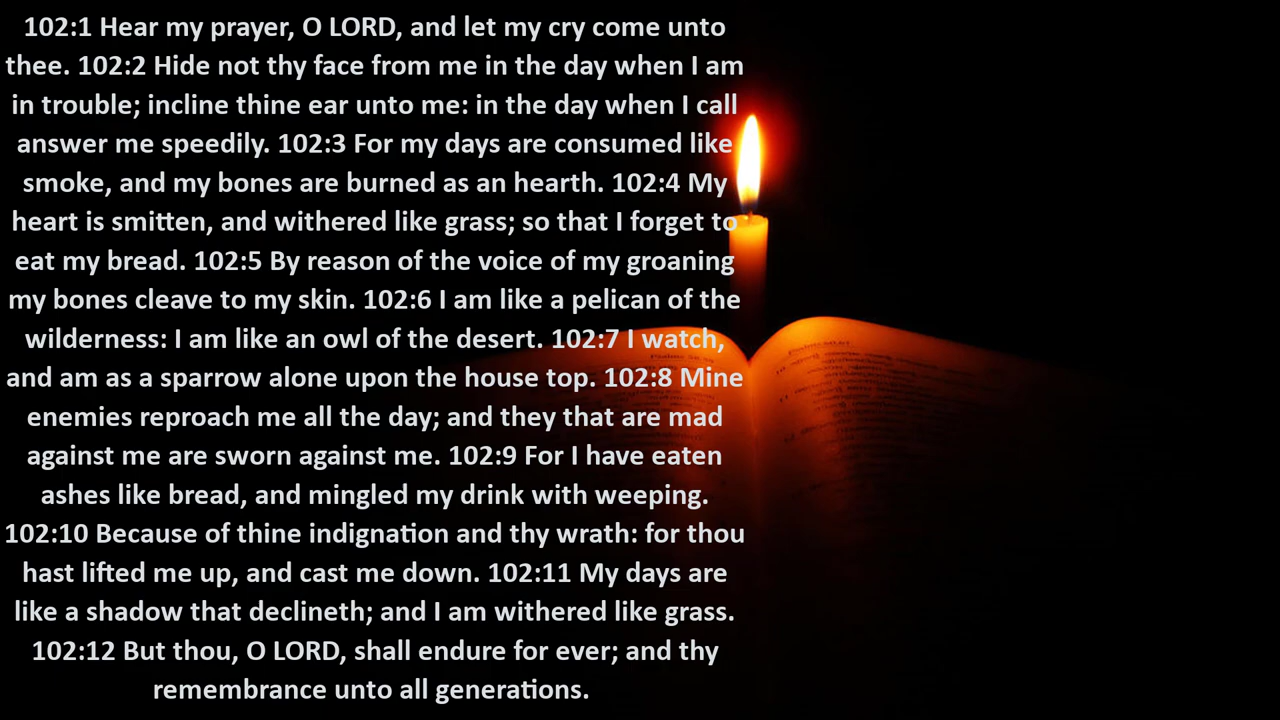 102:1 Hear my prayer, O LORD, and let my cry come unto
thee. 102:2 Hide not thy face from me in the day when I am
in trouble; incline thine ear unto me: in the day when I call
answer me speedily. 102:3 For my days are consumed like
smoke, and my bones are burned as an hearth. 102:4 My
heart is smitten, and withered like grass; so that I forget to
eat my bread. 102:5 By reason of the voice of my groaning
my bones cleave to my skin. 102:6 I am like a pelican of the
wilderness: I am like an owl of the desert. 102:7 I watch,
and am as a sparrow alone upon the house top. 102:8 Mine
enemies reproach me all the day; and they that are mad
against me are sworn against me. 102:9 For I have eaten
ashes like bread, and mingled my drink with weeping.
102:10 Because of thine indignation and thy wrath: for thou
hast lifted me up, and cast me down. 102:11 My days are
like a shadow that declineth; and I am withered like grass.
102:12 But thou, O LORD, shall endure for ever; and thy
remembrance unto all generations.